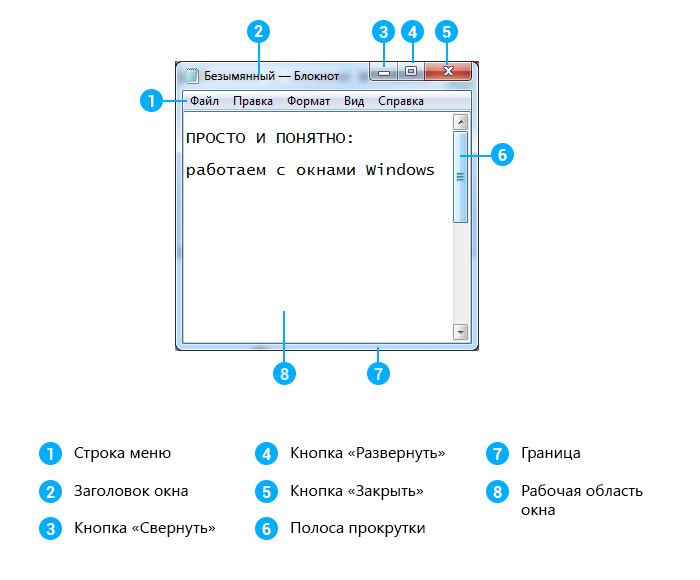 2
3
4
5
Безымянный — Блокнот
1
Файл Правка Формат Вид Справка
ПРОСТО И ПОНЯТНО:
6
работаем с окнами Windows
8
7
1 Строка меню
2 Заголовок окна
3 Кнопка «Свернуть»
4 Кнопка «Развернуть»
5 Кнопка «Закрыть»
6 Полоса прокрутки
7 Граница
8 Рабочая область
окна